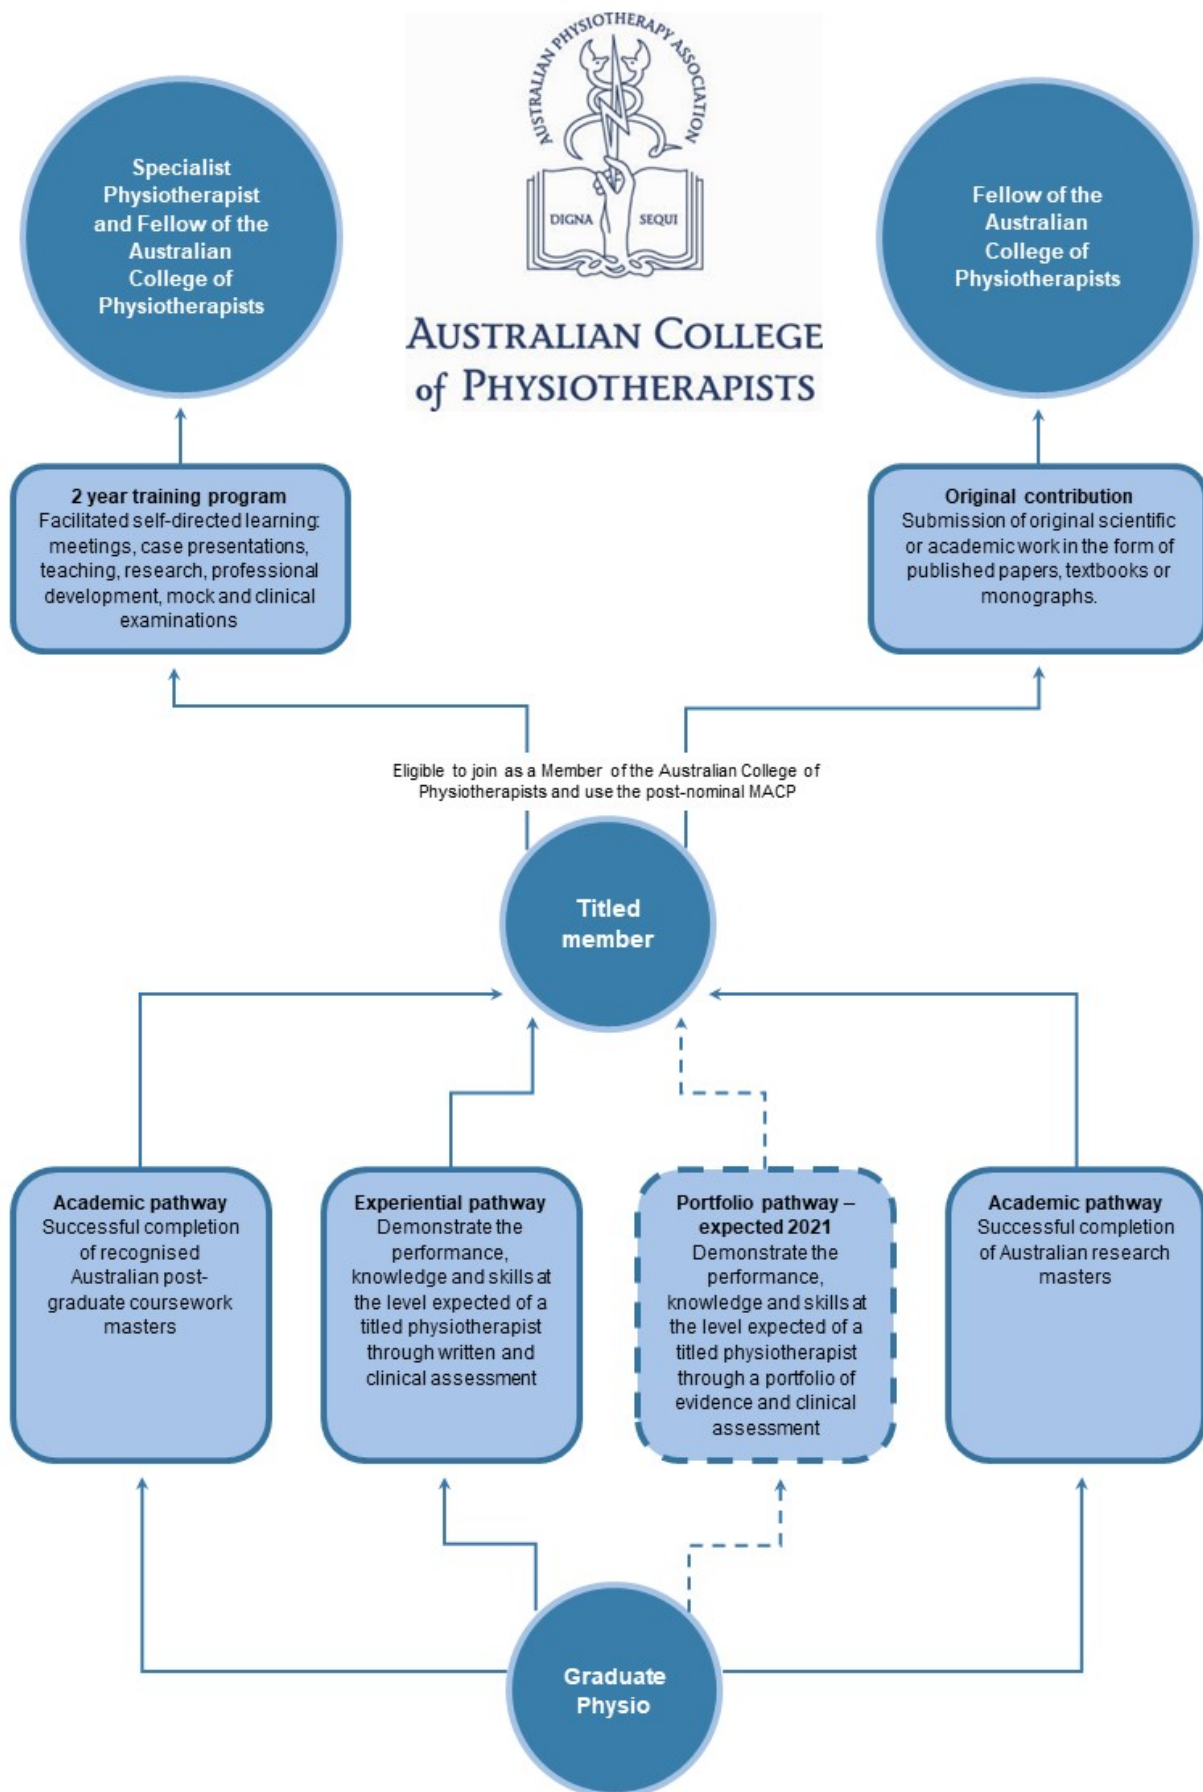 AUSTRALIAN PHYSIOTHERAPY ASSOCIATION
DIGNA SEQUI
AUSTRALIAN COLLEGE
of PHYSIOTHERAPISTS
Specialist
Physiotherapist
and Fellow of the
Australian
College of
Physiotherapists
Fellow of the
Australian
College of
Physiotherapists
2 year training program
Facilitated self-directed learning:
meetings, case presentations,
teaching, research, professional
development, mock and clinical
examinations
Original contribution
Submission of original scientific
or academic work in the form of
published papers, textbooks or
monographs.
Eligible to join as a Member of the Australian College of
Physiotherapists and use the post-nominal MACP
Titled
member
Academic pathway
Successful completion
of recognised
Australian post-
graduate coursework
masters
Experiential pathway
Demonstrate the
performance,
knowledge and skills at
the level expected of a
titled physiotherapist
through written and
clinical assessment
Portfolio pathway –
expected 2021
Demonstrate the
performance,
knowledge and skills at
the level expected of a
titled physiotherapist
through a portfolio of
evidence and clinical
assessment
Academic pathway
Successful completion
of Australian research
masters
Graduate
Physio